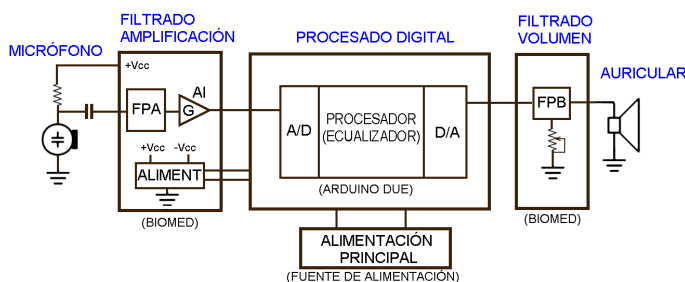 MICRÓFONO
FILTRADO
AMPLIFICACIÓN
+Vcc
FPA
G
AI
+Vcc -Vcc
ALIMENT
(BIOMED)
PROCESADO DIGITAL
A/D
PROCESADOR
(ECUALIZADOR)
D/A
(ARDUINO DUE)
ALIMENTACIÓN
PRINCIPAL
(FUENTE DE ALIMENTACIÓN)
FILTRADO
VOLUMEN
FPB
(BIOMED)
AURICULAR